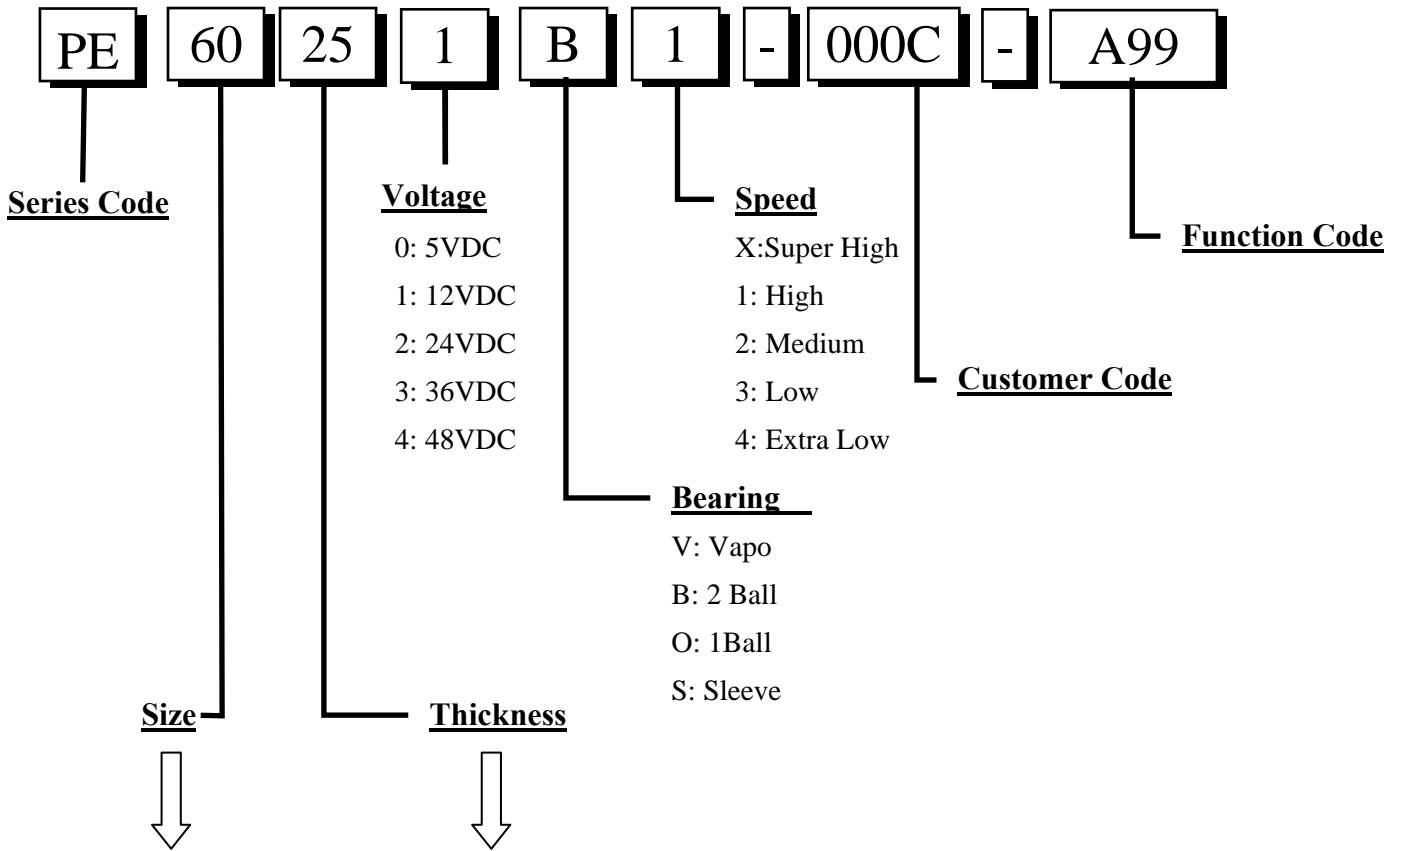 PE 60 25 1 B 1 - 000C - A99
Series Code
Voltage
0: 5VDC
1: 12VDC
2: 24VDC
3: 36VDC
4: 48VDC
Speed
X:Super High
1: High
2: Medium
3: Low
4: Extra Low
Function Code
Customer Code
Bearing
V: Vapo
B: 2 Ball
O: 1Ball
S: Sleeve
Size
Thickness